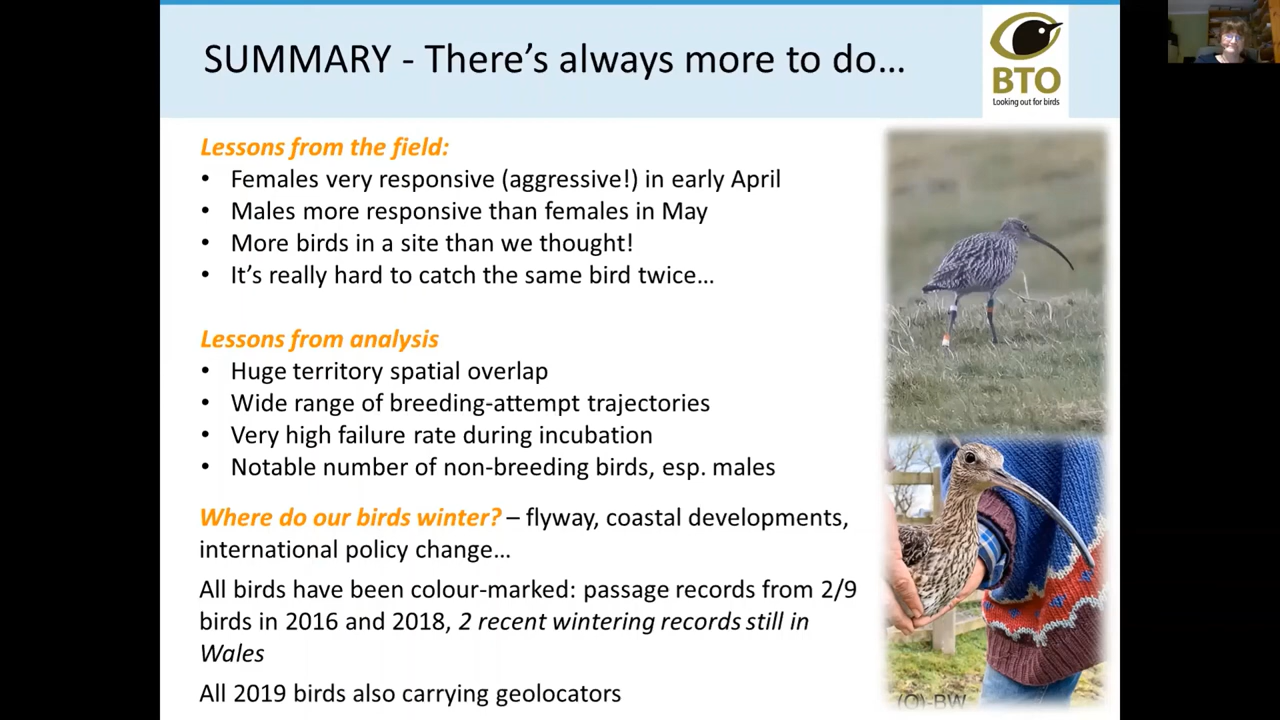 SUMMARY - There's always more to do…
BTO
Looking out for birds
Lessons from the field:
• Females very responsive (aggressive!) in early April
• Males more responsive than females in May
• More birds in a site than we thought!
• It's really hard to catch the same bird twice…
Lessons from analysis
• Huge territory spatial overlap
• Wide range of breeding-attempt trajectories
• Very high failure rate during incubation
• Notable number of non-breeding birds, esp. males
Where do our birds winter? – flyway, coastal developments,
international policy change…
All birds have been colour-marked: passage records from 2/9
birds in 2016 and 2018, 2 recent wintering records still in
Wales
All 2019 birds also carrying geolocators
(O)-BW